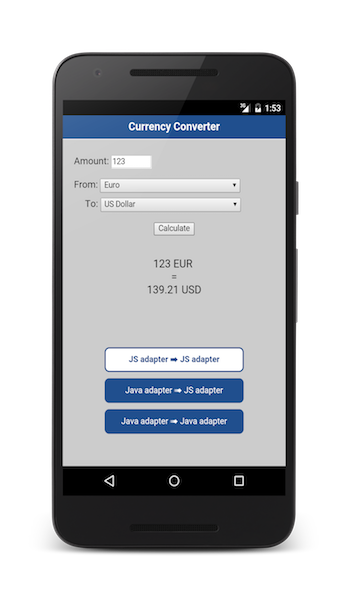 3G 1:53
Currency Converter
Amount: 123
From: Euro
To: US Dollar
Calculate
123 EUR
=
139.21 USD
JS adapter ➡ JS adapter
Java adapter ➡ JS adapter
Java adapter ➡ Java adapter